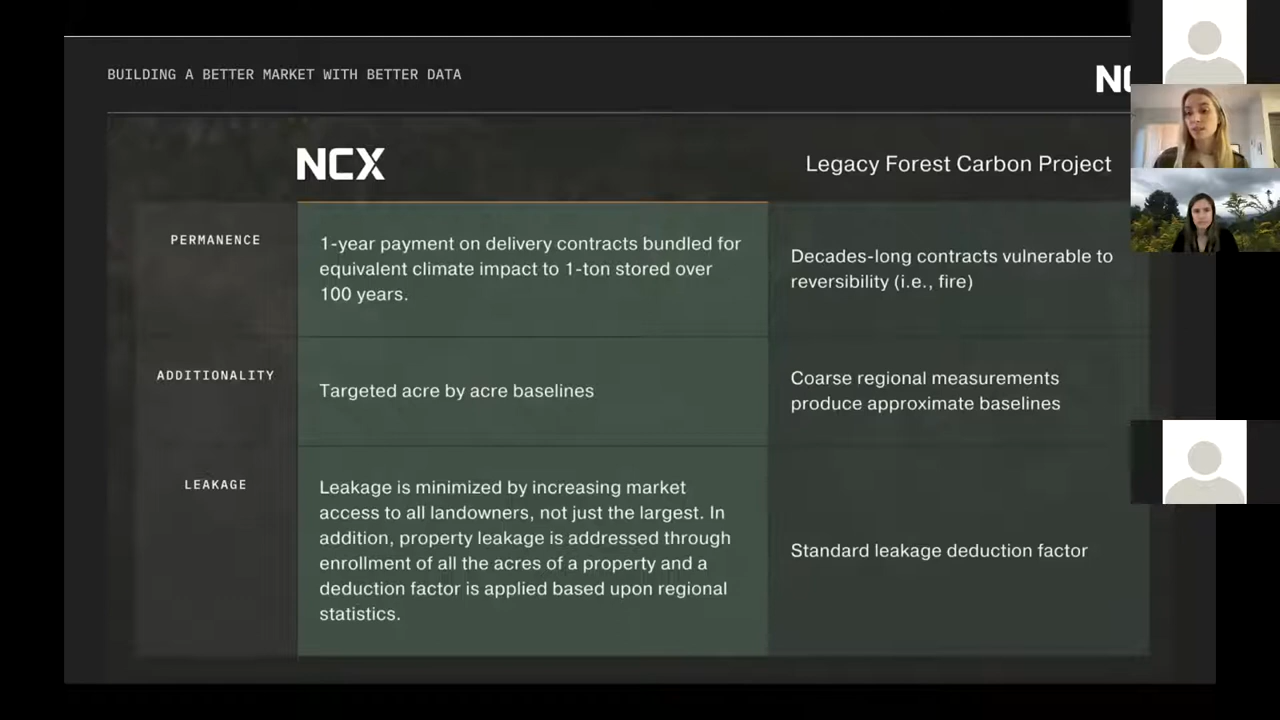 BUILDING A BETTER MARKET WITH BETTER DATA
NCX
Legacy Forest Carbon Project
PERMANENCE
1-year payment on delivery contracts bundled for
equivalent climate impact to 1-ton stored over
100 years.
Decades-long contracts vulnerable to
reversibility (i.e., fire)
ADDITIONALITY
Targeted acre by acre baselines
Coarse regional measurements
produce approximate baselines
LEAKAGE
Leakage is minimized by increasing market
access to all landowners, not just the largest. In
addition, property leakage is addressed through
enrollment of all the acres of a property and a
deduction factor is applied based upon regional
statistics.
Standard leakage deduction factor